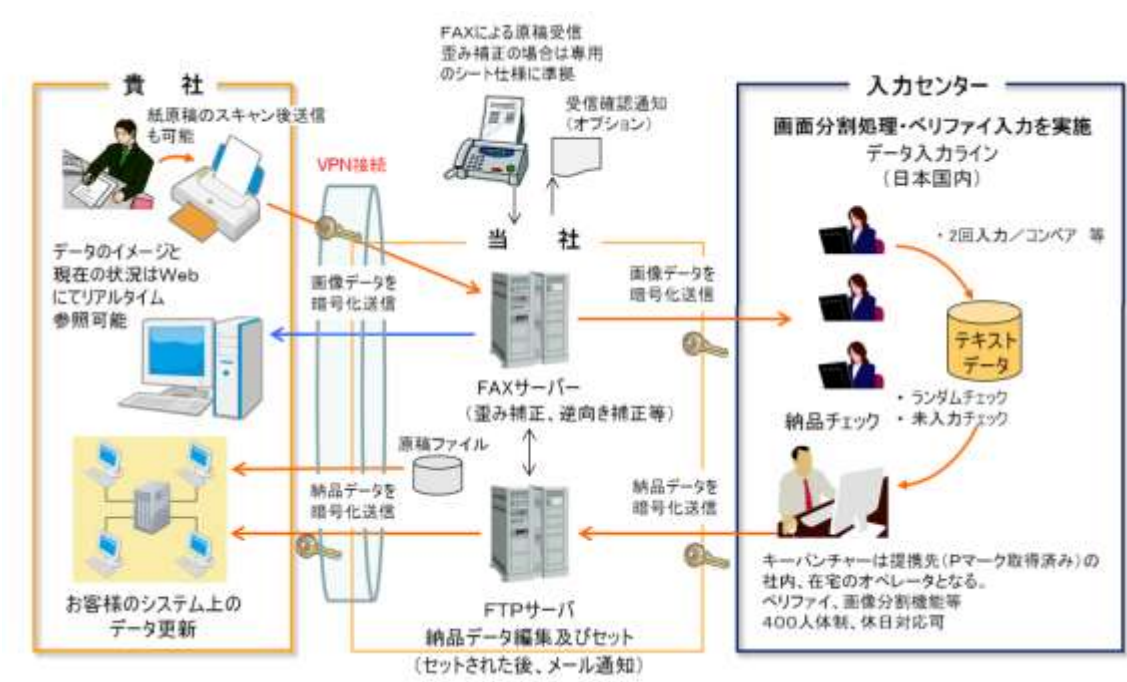 FAXによる原稿受信
歪み補正の場合は専用
のシート仕様に準拠
受信確認通知
(オプション)
貴 社
紙原稿のスキャン後送信
も可能
VPN接続
データのイメージと
現在の状況はWeb
にてリアルタイム
参照可能
画像データを
暗号化送信
当 社
画像データを
暗号化送信
FAXサーバー
(歪み補正、逆向き補正等)
原稿ファイル
納品データを
暗号化送信
納品データを
暗号化送信
お客様のシステム上の
データ更新
FTPサーバ
納品データ編集及びセット
(セットされた後、メール通知)
入力センター
画面分割処理・ベリファイ入力を実施
データ入力ライン
(日本国内)
・2回入力/コンペア 等
テキスト
データ
・ ランダムチェック
・ 未入力チェック
納品チェック
キーパンチャーは提携先(Pマーク取得済み)の
社内、在宅のオペレータとなる。
ベリファイ、画像分割機能等
400人体制、休日対応可